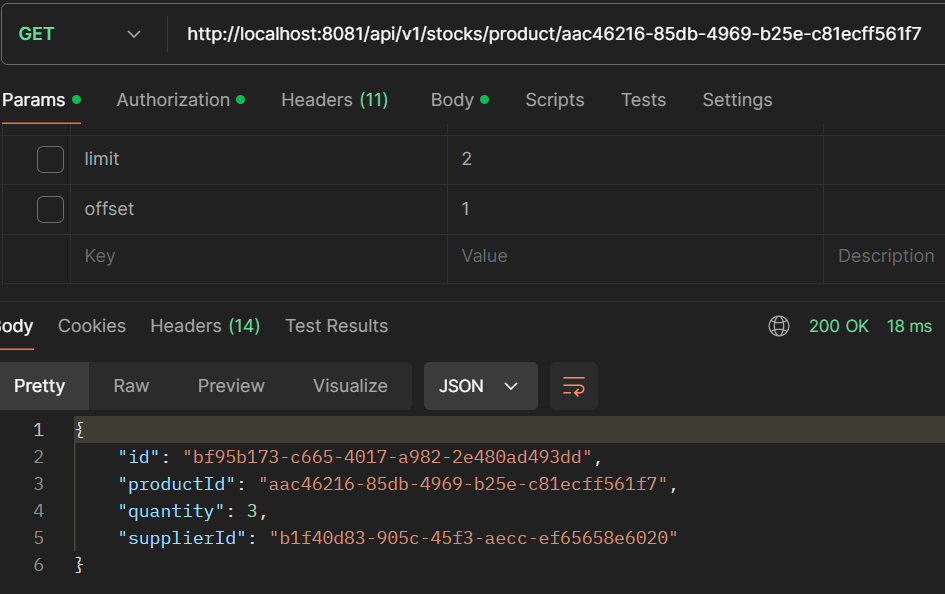 GET http://localhost:8081/api/v1/stocks/product/aac46216-85db-4969-b25e-c81ecff561f7
Params Authorization Headers (11) Body Scripts Tests Settings
limit 2
offset 1
Key Value Description
ody Cookies Headers (14) Test Results 200 OK 18 ms
Pretty Raw Preview Visualize JSON
1 {
2 "id": "bf95b173-c665-4017-a982-2e480ad493dd",
3 "productId": "aac46216-85db-4969-b25e-c81ecff561f7",
4 "quantity": 3,
5 "supplierId": "b1f40d83-905c-45f3-aecc-ef65658e6020"
6 }